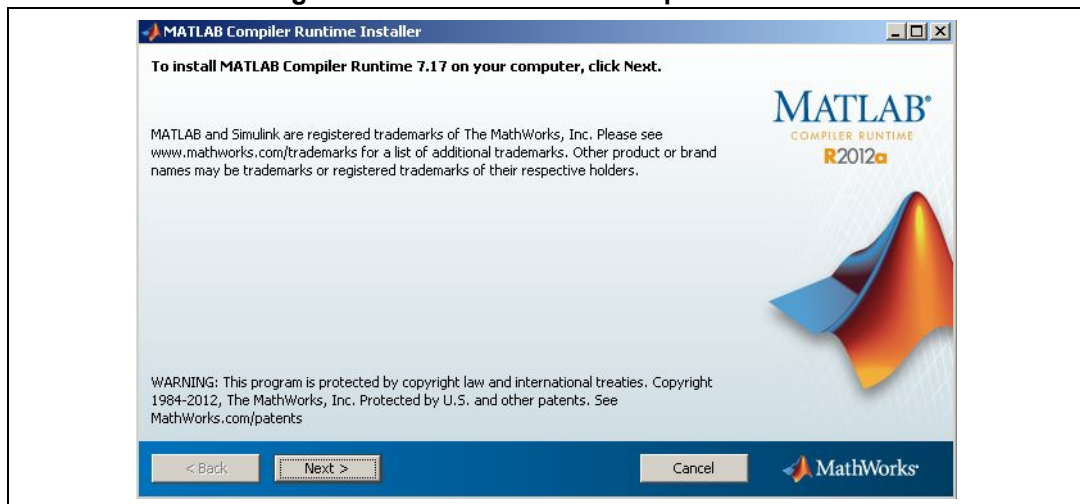 MATLAB Compiler Runtime Installer
To install MATLAB Compiler Runtime 7.17 on your computer, click Next.
MATLAB and Simulink are registered trademarks of The MathWorks, Inc. Please see
www.mathworks.com/trademarks for a list of additional trademarks. Other product or brand
names may be trademarks or registered trademarks of their respective holders.
MATLAB®
COMPILER RUNTIME
R2012a
WARNING: This program is protected by copyright law and international treaties. Copyright
1984-2012, The MathWorks, Inc. Protected by U.S. and other patents. See
MathWorks.com/patents
< Back
Next >
Cancel
MathWorks®